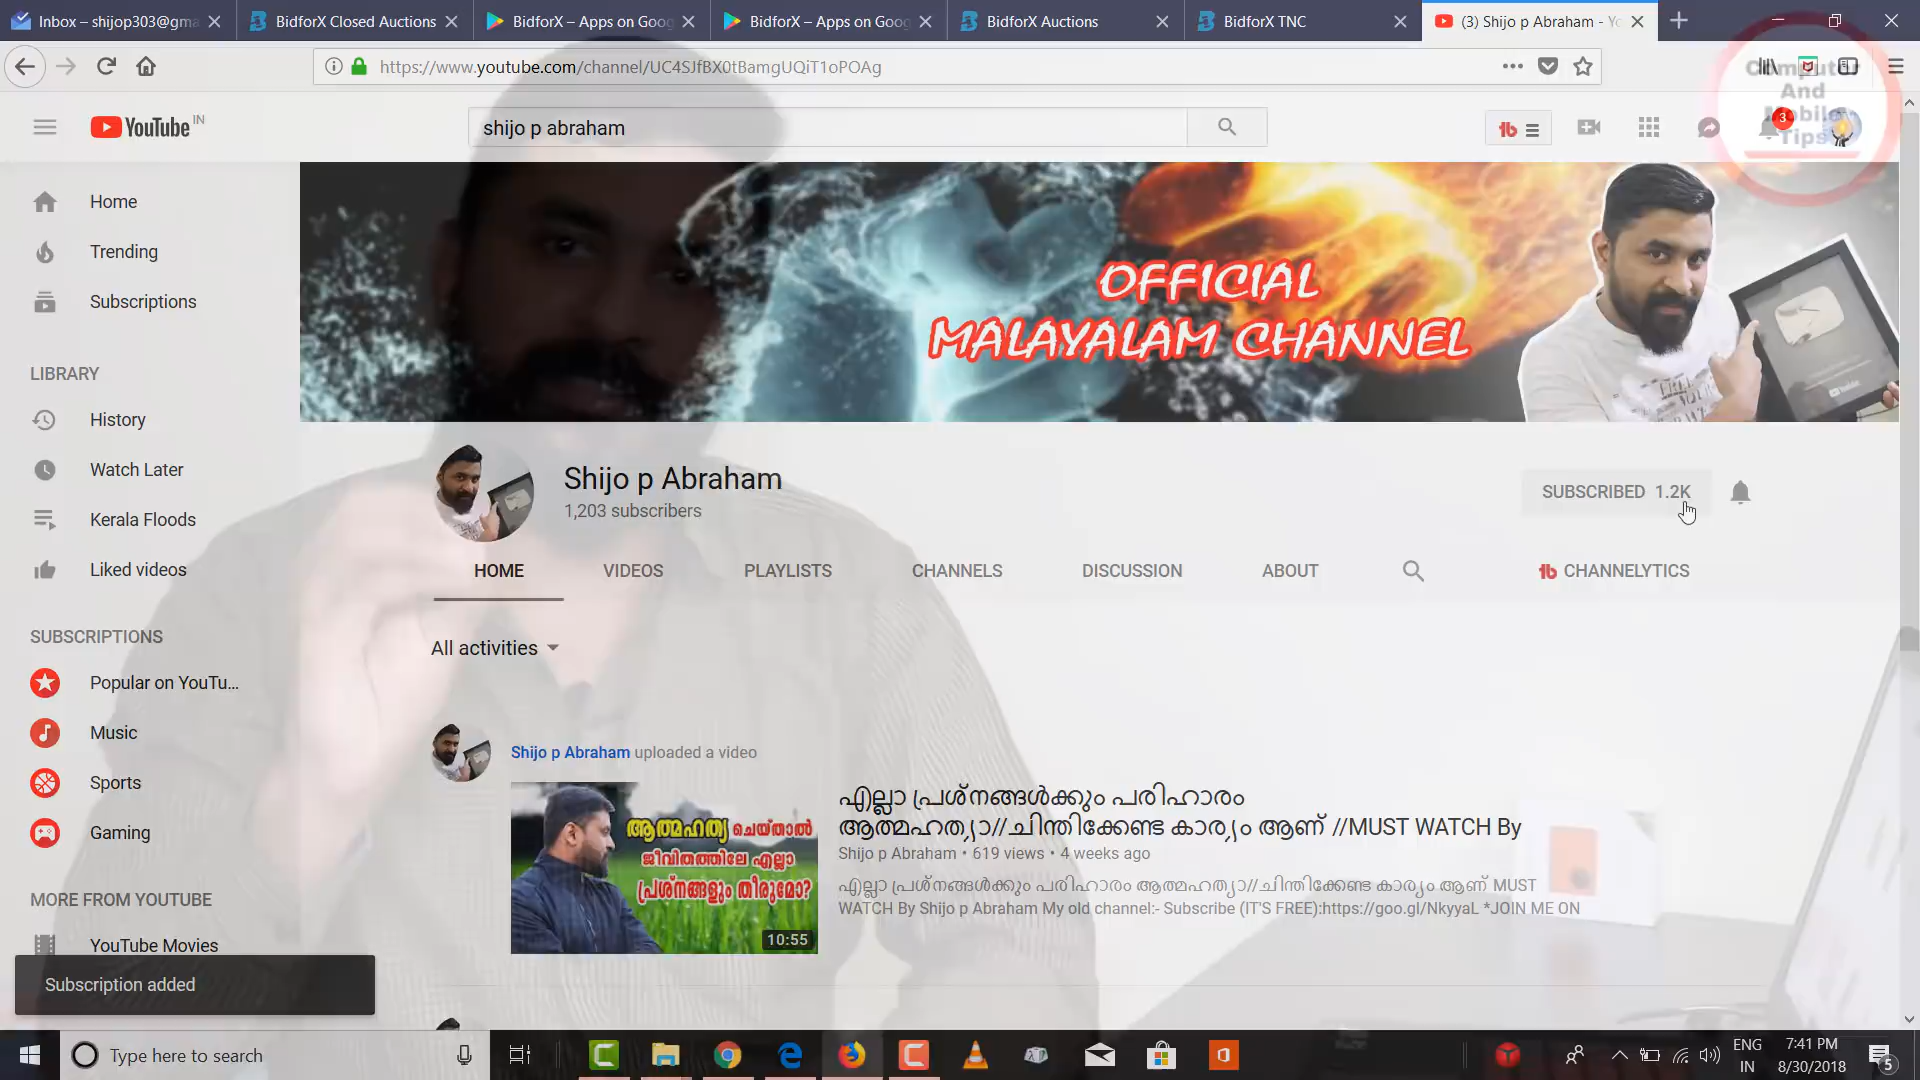 Inbox – shijop303@gma
BidforX Closed Auctions
BidforX – Apps on Goog
BidforX – Apps on Goog
BidforX Auctions
BidforX TNC
(3) Shijo p Abraham - Yo
https://www.youtube.com/channel/UC4SJfBX0tBamgUQiT1oPOAg
Computer
And
Mobile
Tips
YouTube IN
shijo p abraham
3
Home
Trending
Subscriptions
LIBRARY
History
Watch Later
Kerala Floods
Liked videos
SUBSCRIPTIONS
Popular on YouTu...
Music
Sports
Gaming
MORE FROM YOUTUBE
YouTube Movies
Subscription added
OFFICIAL
MALAYALAM CHANNEL
Shijo p Abraham
1,203 subscribers
SUBSCRIBED 1.2K
HOME VIDEOS PLAYLISTS CHANNELS DISCUSSION ABOUT CHANNELYTICS
All activities
Shijo p Abraham uploaded a video
ആത്മഹത്യ ചെയ്താൽ
ജീവിതത്തിലേ എല്ലാ
പ്രശ്നങ്ങളും തീരുമോ?
10:55
എല്ലാ പ്രശ്നങ്ങൾക്കും പരിഹാരം
ആത്മഹത്യാ//ചിന്തിക്കേണ്ട കാര്യം ആണ് //MUST WATCH By
Shijo p Abraham • 619 views • 4 weeks ago
എല്ലാ പ്രശ്നങ്ങൾക്കും പരിഹാരം ആത്മഹത്യാ//ചിന്തിക്കേണ്ട കാര്യം ആണ് MUST
WATCH By Shijo p Abraham My old channel:- Subscribe (IT'S FREE):https://goo.gl/NkyyaL *JOIN ME ON
Type here to search
ENG
IN
7:41 PM
8/30/2018
5